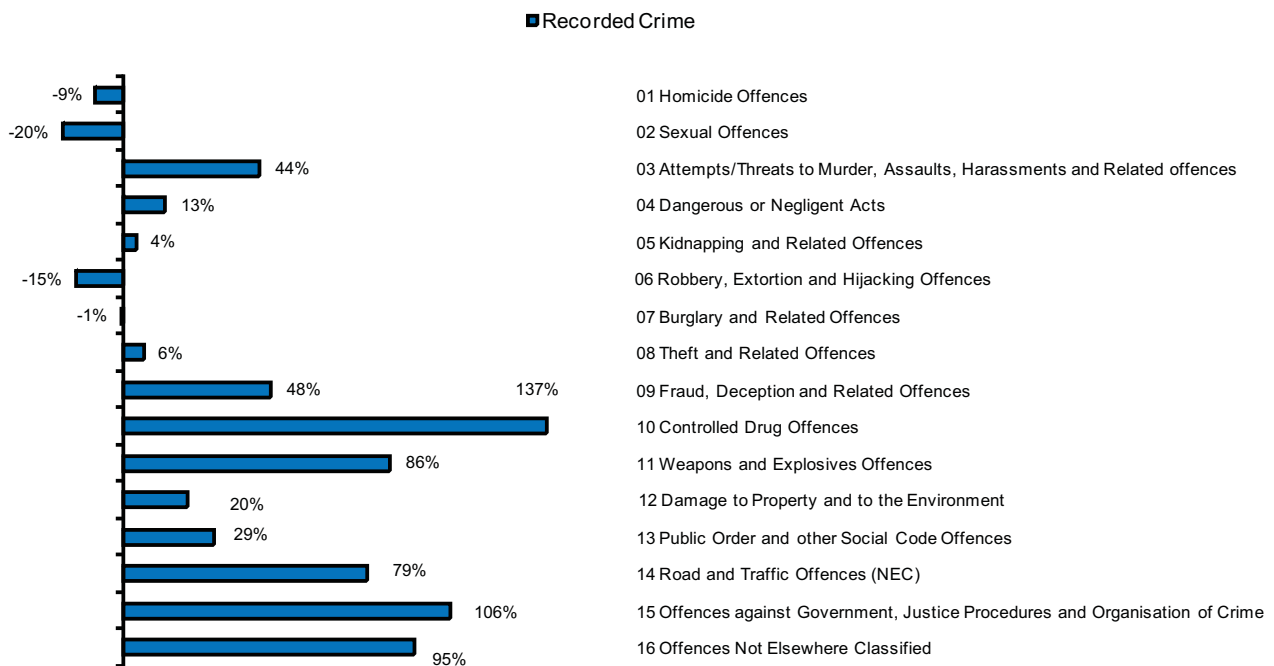 Recorded Crime
-9% 01 Homicide Offences
-20% 02 Sexual Offences
44% 03 Attempts/Threats to Murder, Assaults, Harassments and Related offences
13% 04 Dangerous or Negligent Acts
4% 05 Kidnapping and Related Offences
-15% 06 Robbery, Extortion and Hijacking Offences
-1% 07 Burglary and Related Offences
6% 08 Theft and Related Offences
48% 137% 09 Fraud, Deception and Related Offences
10 Controlled Drug Offences
86% 11 Weapons and Explosives Offences
20% 12 Damage to Property and to the Environment
29% 13 Public Order and other Social Code Offences
79% 14 Road and Traffic Offences (NEC)
106% 15 Offences against Government, Justice Procedures and Organisation of Crime
95% 16 Offences Not Elsewhere Classified